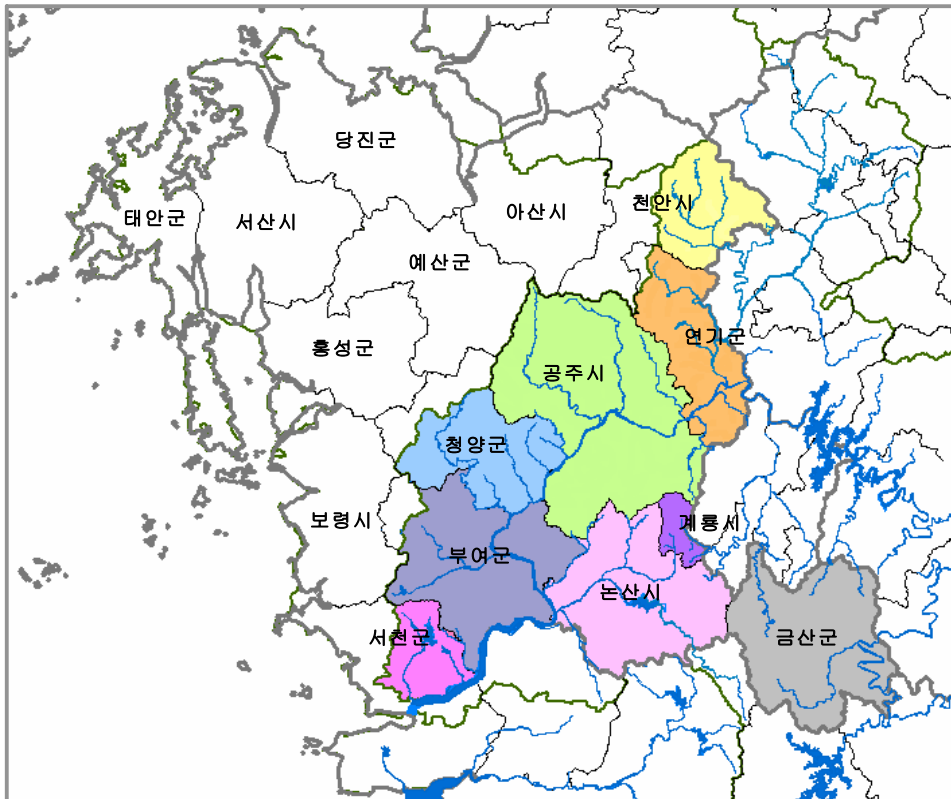 당진군
천안시
태안군
서산시
아산시
예산군
연기군
홍성군
공주시
청양군
보령시
계룡시
부여군
논산시
서천군
금산군